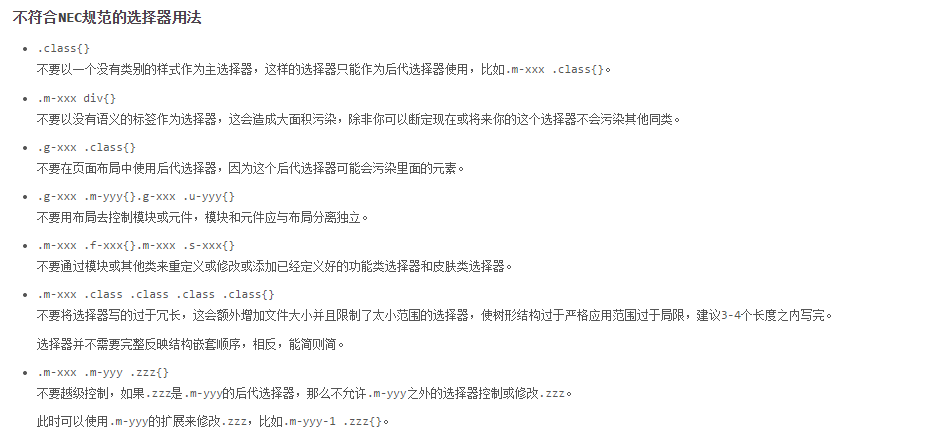 不符合NEC规范的选择器用法
.class{}
不要以一个没有类别的样式作为主选择器，这样的选择器只能作为后代选择器使用，比如.m-xxx .class{}。
.m-xxx div{}
不要以没有语义的标签作为选择器，这会造成大面积污染，除非你可以断定现在或将来你的这个选择器不会污染其他同类。
.g-xxx .class{}
不要在页面布局中使用后代选择器，因为这个后代选择器可能会污染里面的元素。
.g-xxx .m-yyy{}.g-xxx .u-yyy{}
不要用布局去控制模块或元件，模块和元件应与布局分离独立。
.m-xxx .f-xxx{}.m-xxx .s-xxx{}
不要通过模块或其他类来重定义或修改或添加已经定义好的功能类选择器和皮肤类选择器。
.m-xxx .class .class .class .class{}
不要将选择器写的过于冗长，这会额外增加文件大小并且限制了太小范围的选择器，使树形结构过于严格应用范围过于局限，建议3-4个长度之内写完。
选择器并不需要完整反映结构嵌套顺序，相反，能简则简。
.m-xxx .m-yyy .zzz{}
不要越级控制，如果.zzz是.m-yyy的后代选择器，那么不允许.m-yyy之外的选择器控制或修改.zzz。
此时可以使用.m-yyy的扩展来修改.zzz，比如.m-yyy-1 .zzz{}。